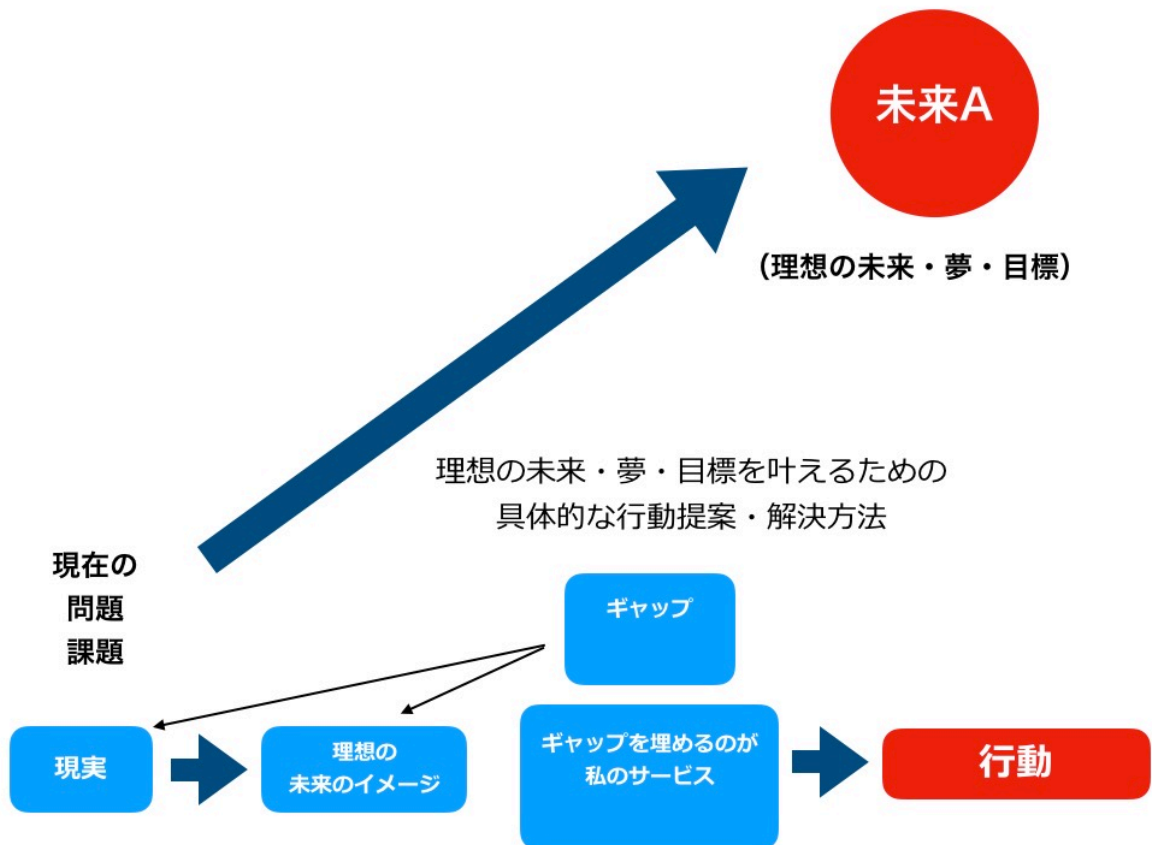 未来A
（理想の未来・夢・目標）
理想の未来・夢・目標を叶えるための
具体的な行動提案・解決方法
現在の
問題
課題
ギャップ
現実
理想の
未来のイメージ
ギャップを埋めるのが
私のサービス
行動